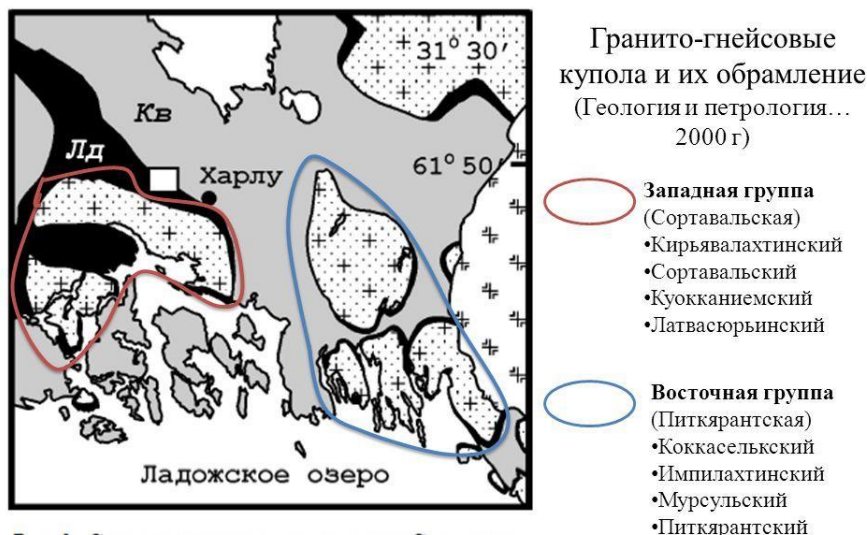 31° 30′
Кв
Лд
Харлу
61° 50′
Ладожское озеро
Гранито-гнейсовые
купола и их обрамление
(Геология и петрология…
2000 г)
Западная группа
(Сортавальская)
•Кирьявалахтинский
•Сортавальский
•Куокканиемский
•Латвасюрьинский
Восточная группа
(Питкярантская)
•Коккаселькский
•Импилахтинский
•Мурсульский
•Питкярантский